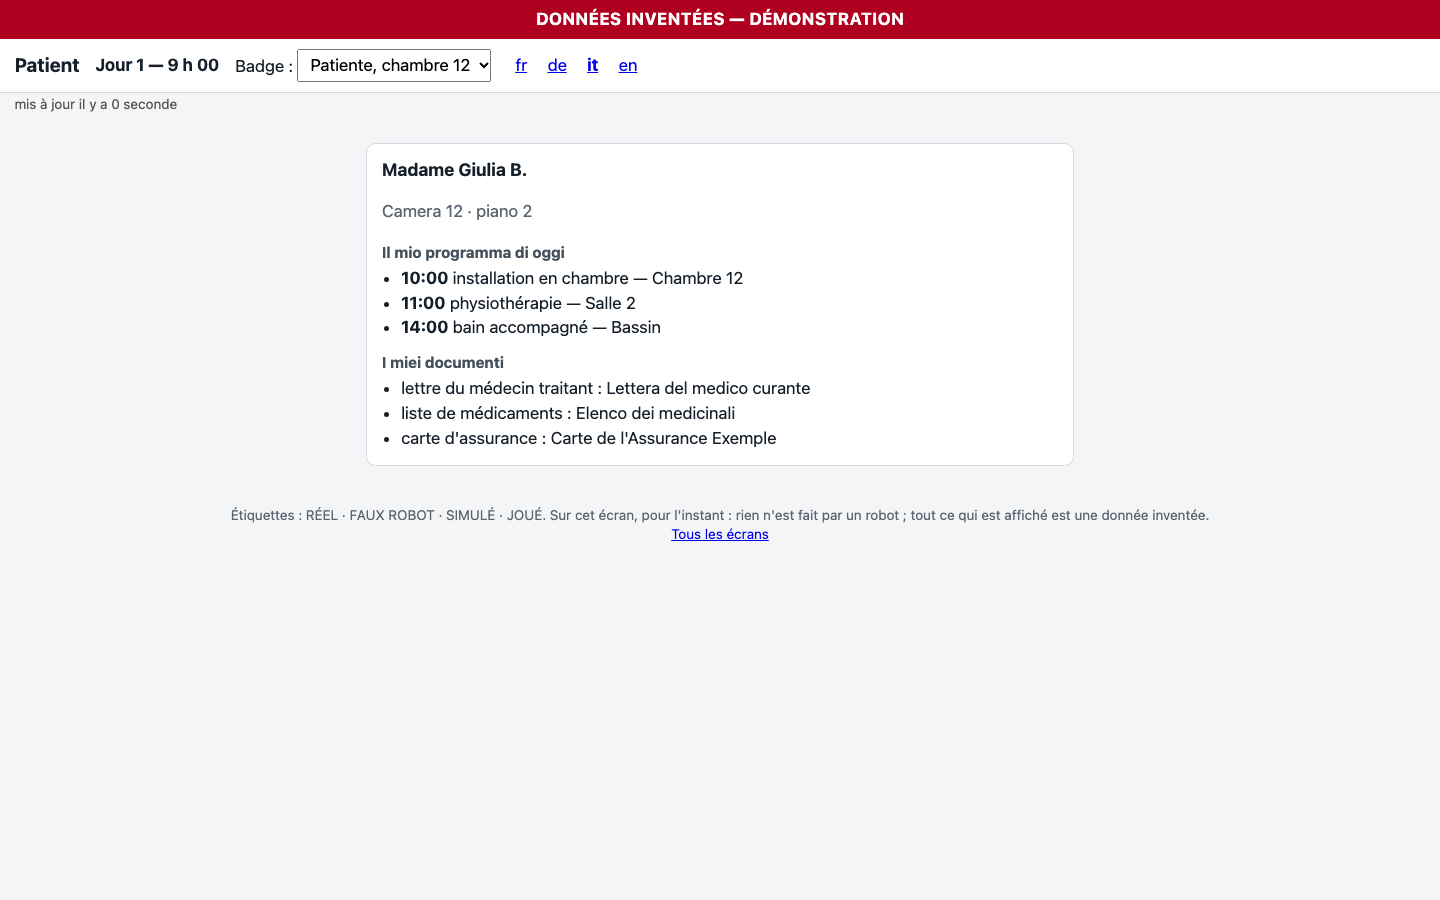 DONNÉES INVENTÉES — DÉMONSTRATION
Patient Jour 1 — 9 h 00 Badge : Patiente, chambre 12 fr de it en
mis à jour il y a 0 seconde
Madame Giulia B.
Camera 12 · piano 2
Il mio programma di oggi
• 10:00 installation en chambre — Chambre 12
• 11:00 physiothérapie — Salle 2
• 14:00 bain accompagné — Bassin
I miei documenti
• lettre du médecin traitant : Lettera del medico curante
• liste de médicaments : Elenco dei medicinali
• carte d'assurance : Carte de l'Assurance Exemple
Étiquettes : RÉEL · FAUX ROBOT · SIMULÉ · JOUÉ. Sur cet écran, pour l'instant : rien n'est fait par un robot ; tout ce qui est affiché est une donnée inventée.
Tous les écrans